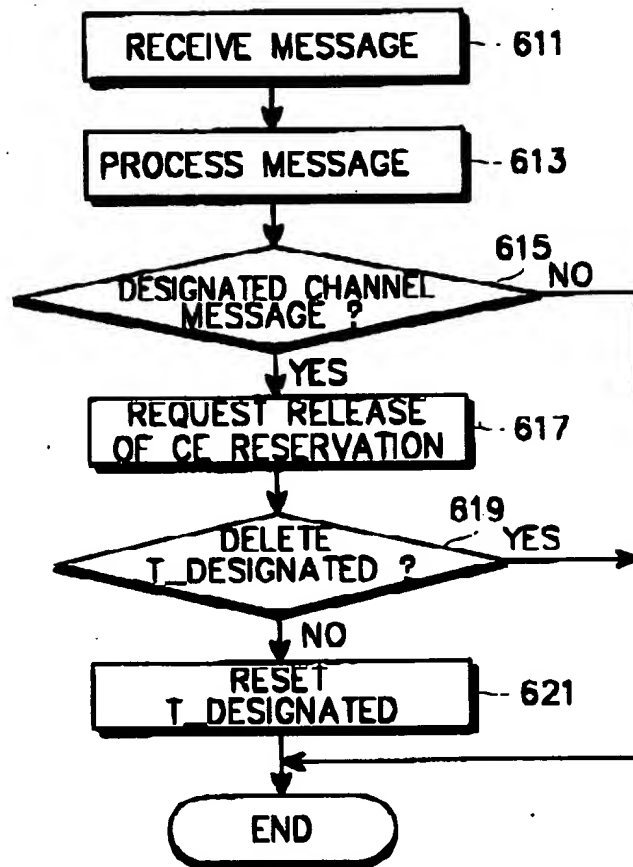 RECEIVE MESSAGE
611
PROCESS MESSAGE
613
615
DESIGNATED CHANNEL
MESSAGE ?
NO
YES
REQUEST RELEASE
OF CE RESERVATION
617
619
DELETE
T_DESIGNATED ?
YES
NO
RESET
T_DESIGNATED
621
END